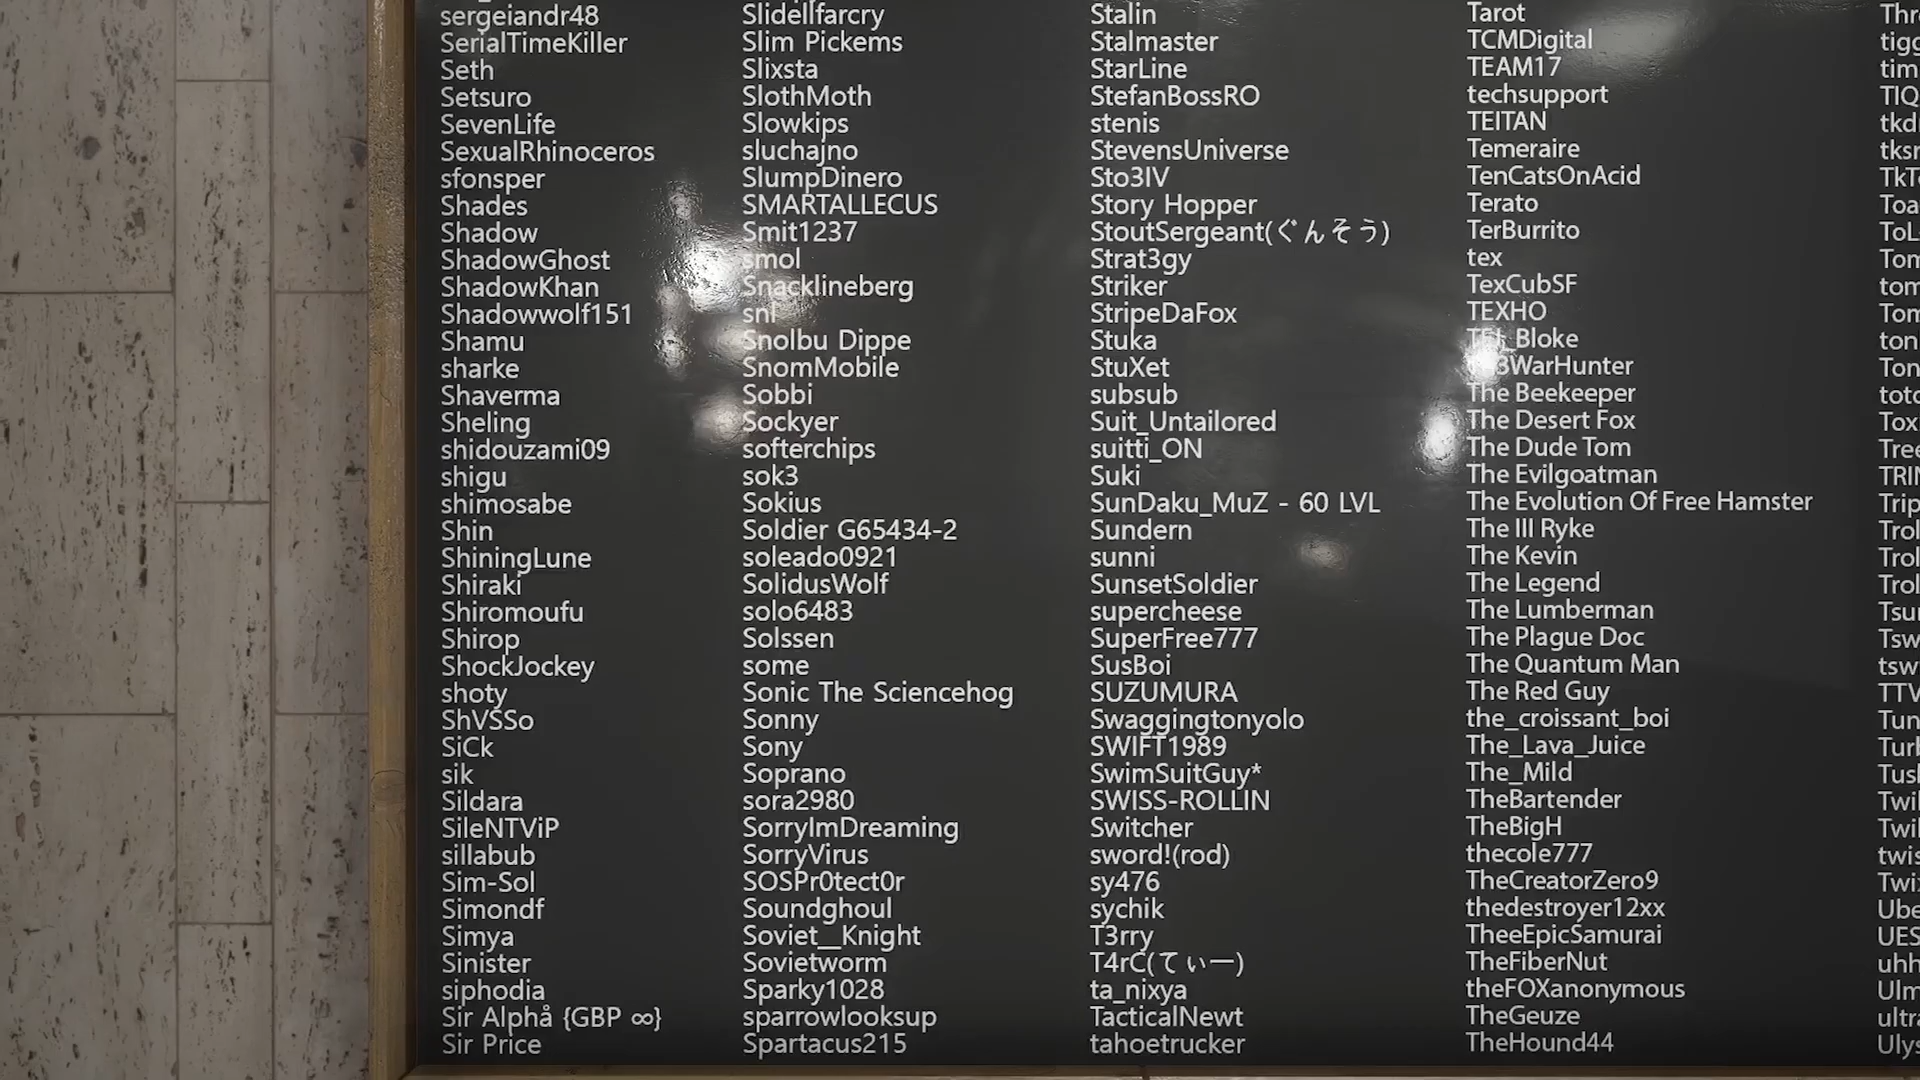 sergeiandr48
SerialTimeKiller
Seth
Setsuro
SevenLife
SexualRhinoceros
sfonsper
Shades
Shadow
ShadowGhost
ShadowKhan
Shadowwolf151
Shamu
sharke
Shaverma
Sheling
shidouzami09
shigu
shimosabe
Shin
ShiningLune
Shiraki
Shiromoufu
Shirop
ShockJockey
shoty
ShVSSo
SiCk
sik
Sildara
SileNTViP
sillabub
Sim-Sol
Simondf
Simya
Sinister
siphodia
Sir Alphå {GBP ∞}
Sir Price
Slidellfarcry
Slim Pickems
Slixsta
SlothMoth
Slowkips
sluchajno
SlumpDinero
SMARTALLECUS
Smit1237
smol
Snacklineberg
snl
Snolbu Dippe
SnomMobile
Sobbi
Sockyer
softerchips
sok3
Sokius
Soldier G65434-2
soleado0921
SolidusWolf
solo6483
Solssen
some
Sonic The Sciencehog
Sonny
Sony
Soprano
sora2980
SorryImDreaming
SorryVirus
SOSPr0tect0r
Soundghoul
Soviet__Knight
Sovietworm
Sparky1028
sparrowlooksup
Spartacus215
Stalin
Stalmaster
StarLine
StefanBossRO
stenis
StevensUniverse
Sto3IV
Story Hopper
StoutSergeant(ぐんそう)
Strat3gy
Striker
StripeDaFox
Stuka
StuXet
subsub
Suit_Untailored
suitti_ON
Suki
SunDaku_MuZ - 60 LVL
Sundern
sunni
SunsetSoldier
supercheese
SuperFree777
SusBoi
SUZUMURA
Swaggingtonyolo
SWIFT1989
SwimSuitGuy*
SWISS-ROLLIN
Switcher
sword!(rod)
sy476
sychik
T3rry
T4rC(てぃー)
ta_nixya
TacticalNewt
tahoetrucker
Tarot
TCMDigital
TEAM17
techsupport
TEITAN
Temeraire
TenCatsOnAcid
Terato
TerBurrito
tex
TexCubSF
TEXHO
The Beekeeper
The Desert Fox
The Dude Tom
The Evilgoatman
The Evolution Of Free Hamster
The Ill Ryke
The Kevin
The Legend
The Lumberman
The Plague Doc
The Quantum Man
The Red Guy
the_croissant_boi
The_Lava_Juice
The_Mild
TheBartender
TheBigH
thecole777
TheCreatorZero9
thedestroyer12xx
TheeEpicSamurai
TheFiberNut
theFOXanonymous
TheGeuze
TheHound44